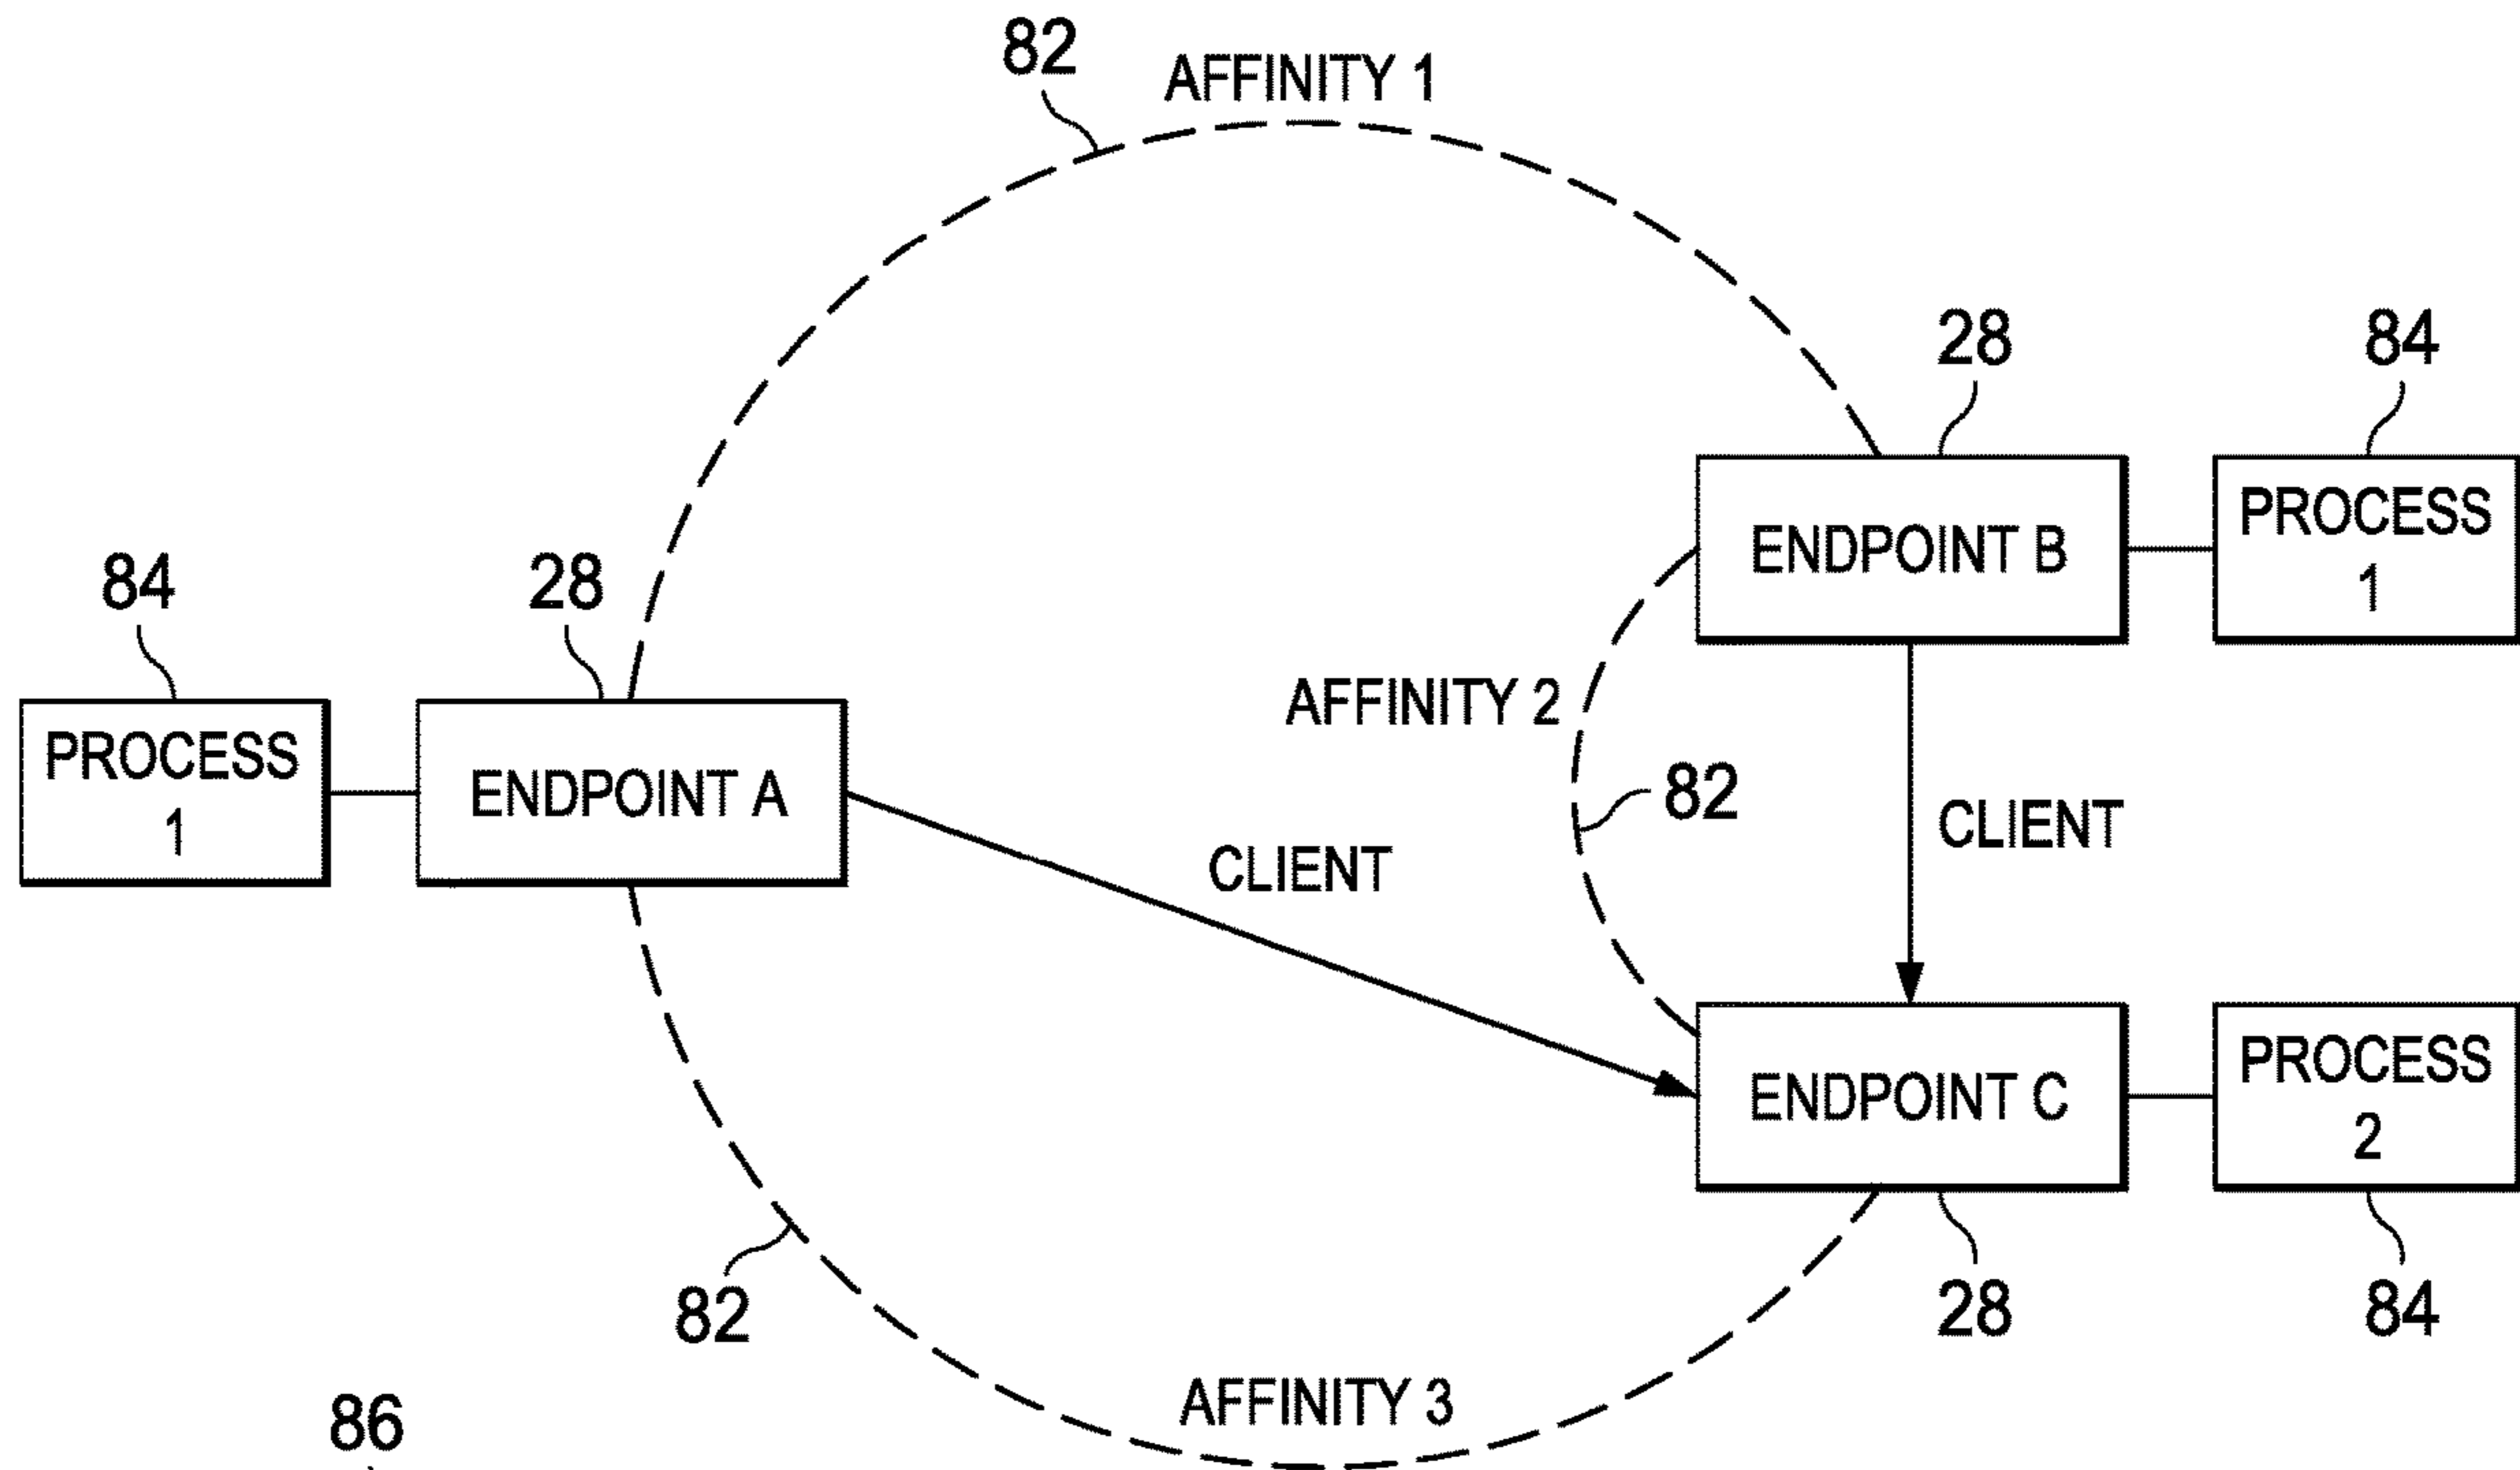 82
AFFINITY 1
28
84
ENDPOINT B
PROCESS
1
84
28
PROCESS
1
ENDPOINT A
AFFINITY 2
82
CLIENT
CLIENT
ENDPOINT C
PROCESS
2
82
28
84
AFFINITY 3
86